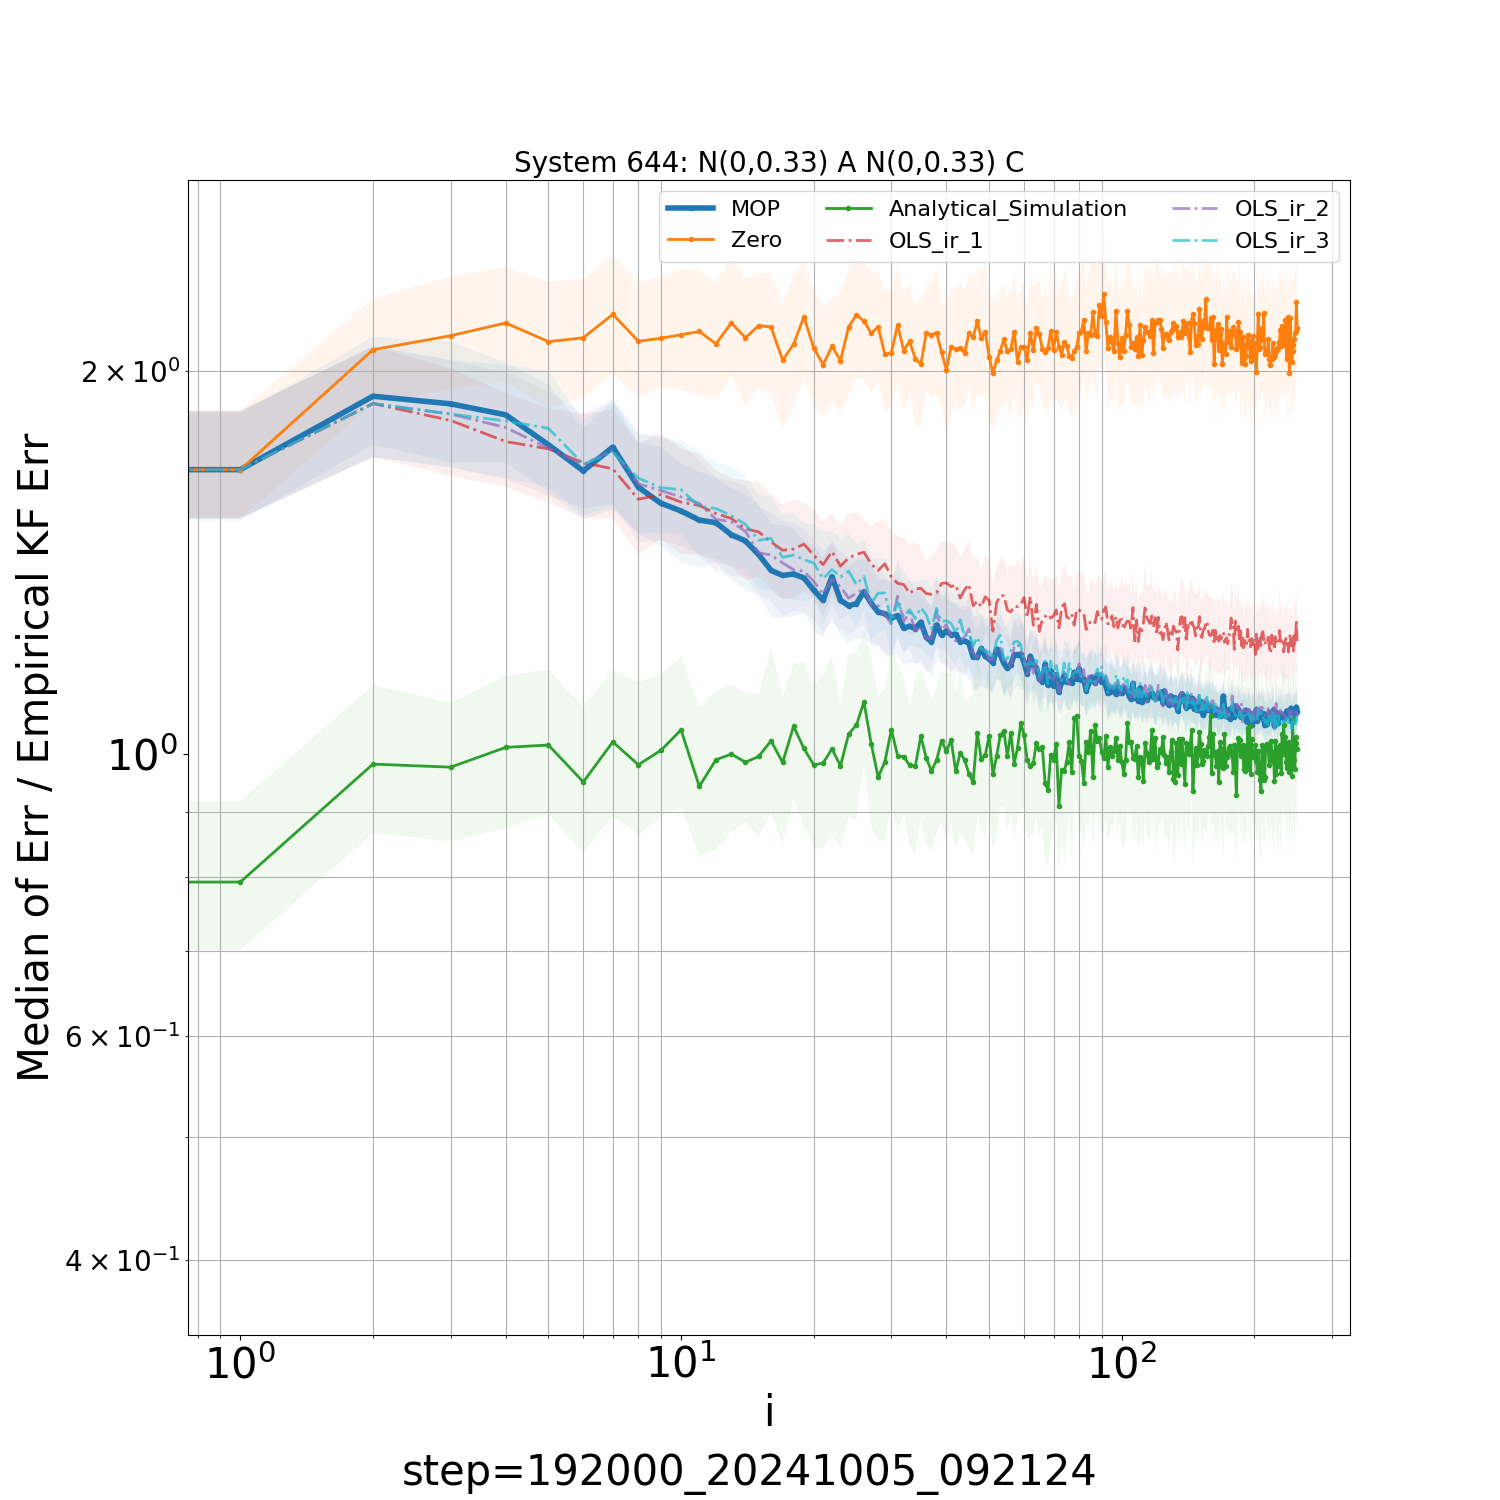 System 644: N(0,0.33) A N(0,0.33) C
MOP
Zero
Analytical_Simulation
OLS_ir_1
OLS_ir_2
OLS_ir_3
Median of Err / Empirical KF Err
2 × 10⁰
10⁰
6 × 10⁻¹
4 × 10⁻¹
10⁰
10¹
10²
i
step=192000_20241005_092124